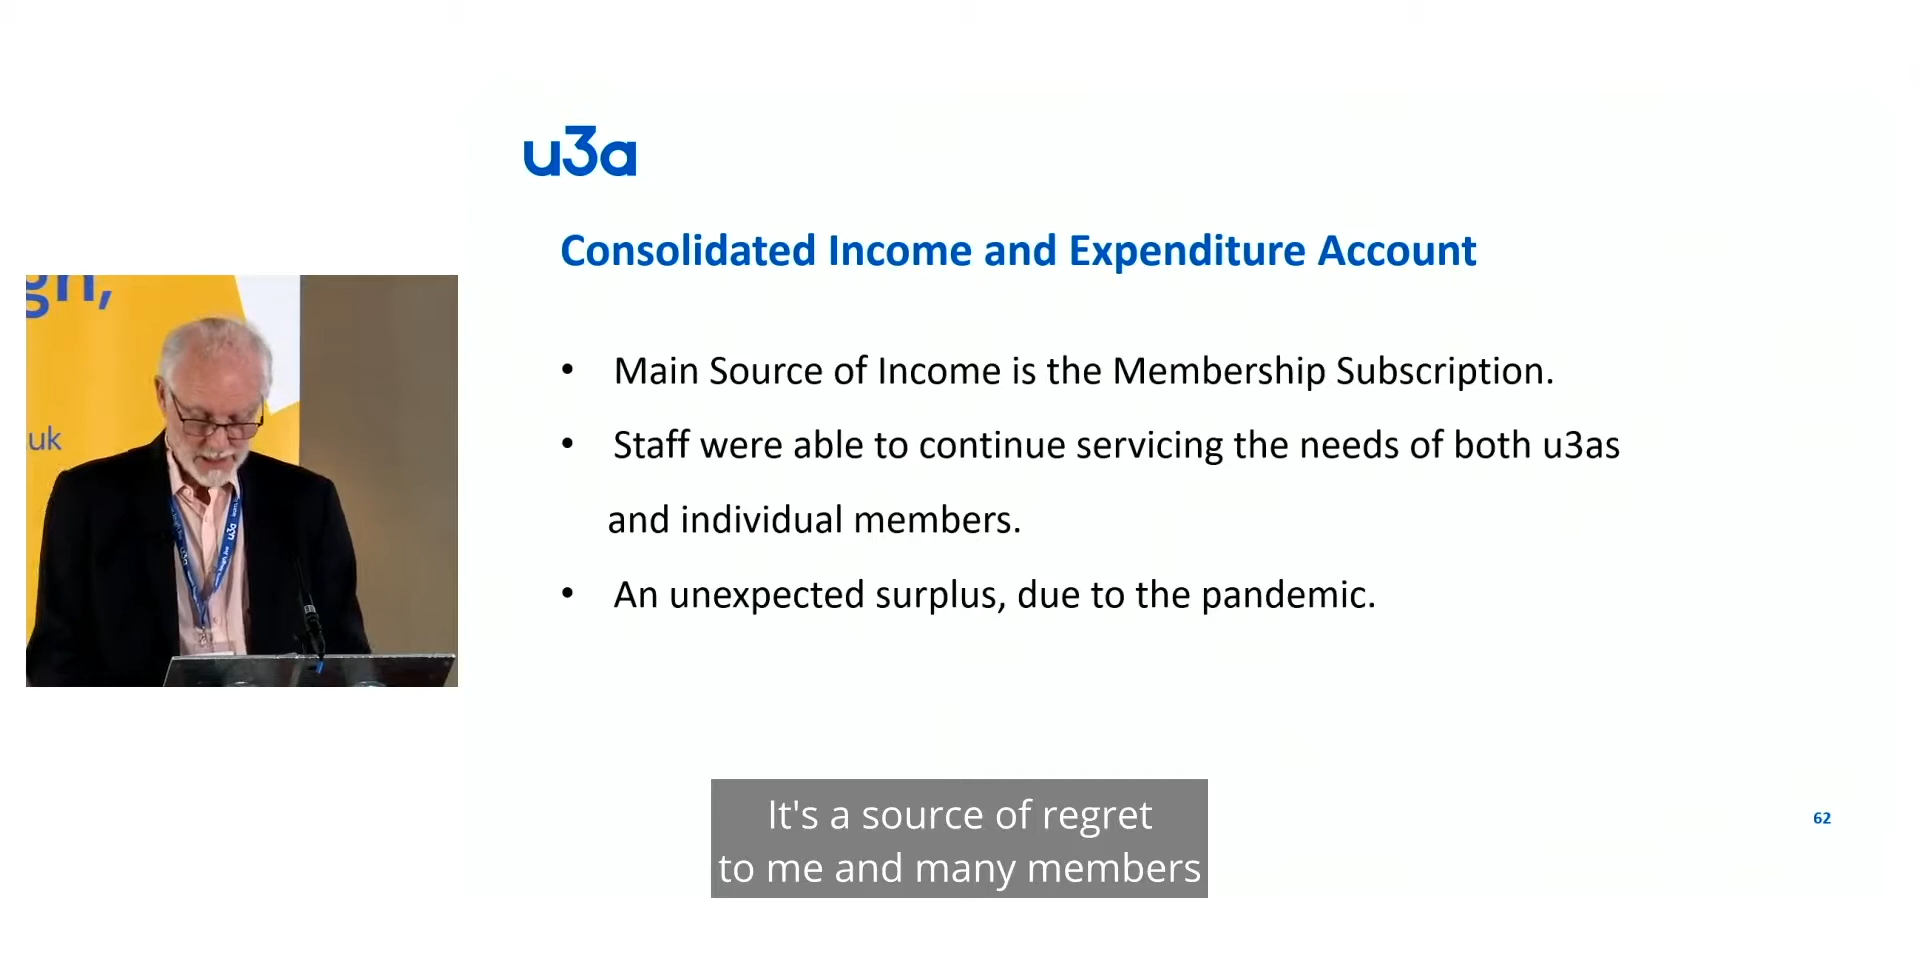 u3a
Consolidated Income and Expenditure Account
• Main Source of Income is the Membership Subscription.
• Staff were able to continue servicing the needs of both u3as
and individual members.
• An unexpected surplus, due to the pandemic.
gh,
.uk
u3a
It's a source of regret
to me and many members
62